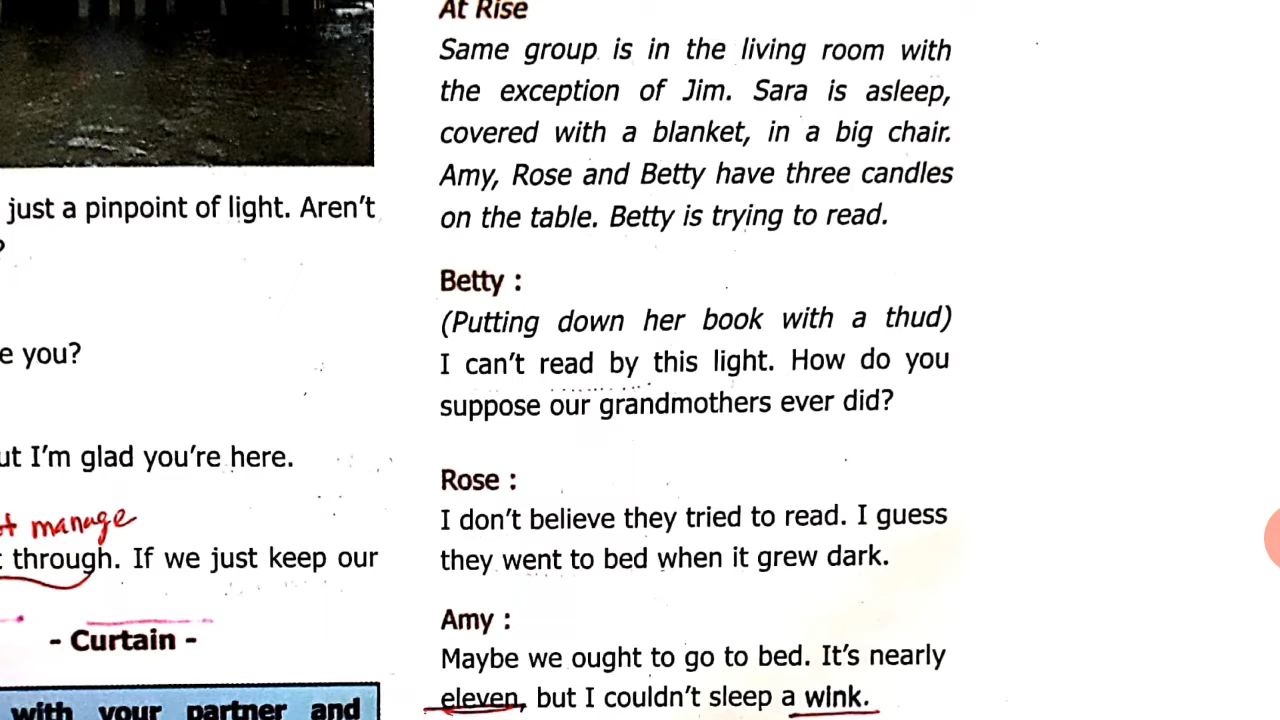 just a pinpoint of light. Aren't
?
e you?
ut I'm glad you're here.
manage
through. If we just keep our
- Curtain -
with your partner and
At Rise
Same group is in the living room with
the exception of Jim. Sara is asleep,
covered with a blanket, in a big chair.
Amy, Rose and Betty have three candles
on the table. Betty is trying to read.
Betty :
(Putting down her book with a thud)
I can't read by this light. How do you
suppose our grandmothers ever did?
Rose :
I don't believe they tried to read. I guess
they went to bed when it grew dark.
Amy :
Maybe we ought to go to bed. It's nearly
eleven, but I couldn't sleep a wink.